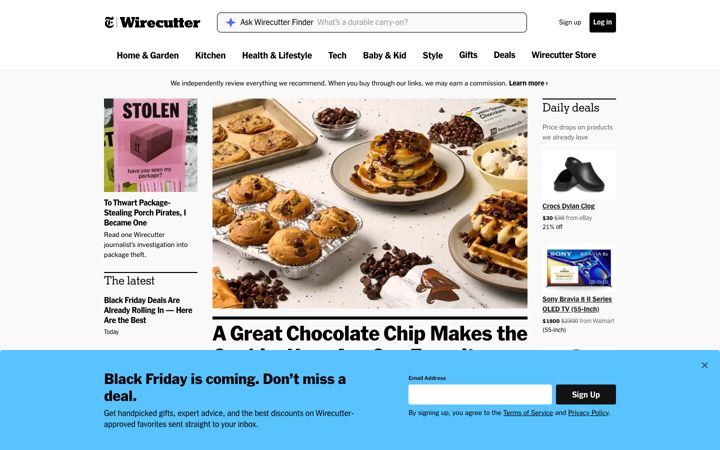 Wirecutter
Ask Wirecutter Finder What's a durable carry-on?
Sign up
Log in
Home & Garden
Kitchen
Health & Lifestyle
Tech
Baby & Kid
Style
Gifts
Deals
Wirecutter Store
We independently review everything we recommend. When you buy through our links, we may earn a commission. Learn more ›
STOLEN
have you seen my
package?
To Thwart Package-
Stealing Porch Pirates, I
Became One
Read one Wirecutter
journalist's investigation into
package theft.
The latest
Black Friday Deals Are
Already Rolling In — Here
Are the Best
Today
Chocolate
A Great Chocolate Chip Makes the
Daily deals
Price drops on products
we already love
Crocs Dylan Clog
$30 $38 from eBay
21% off
SONY BRAVIA 8 II
Sony Bravia 8 II Series
OLED TV (55-Inch)
$1800 $2300 from Walmart
(55-inch)
Black Friday is coming. Don't miss a
deal.
Get handpicked gifts, expert advice, and the best discounts on Wirecutter-
approved favorites sent straight to your inbox.
Email Address
Sign Up
By signing up, you agree to the Terms of Service and Privacy Policy.